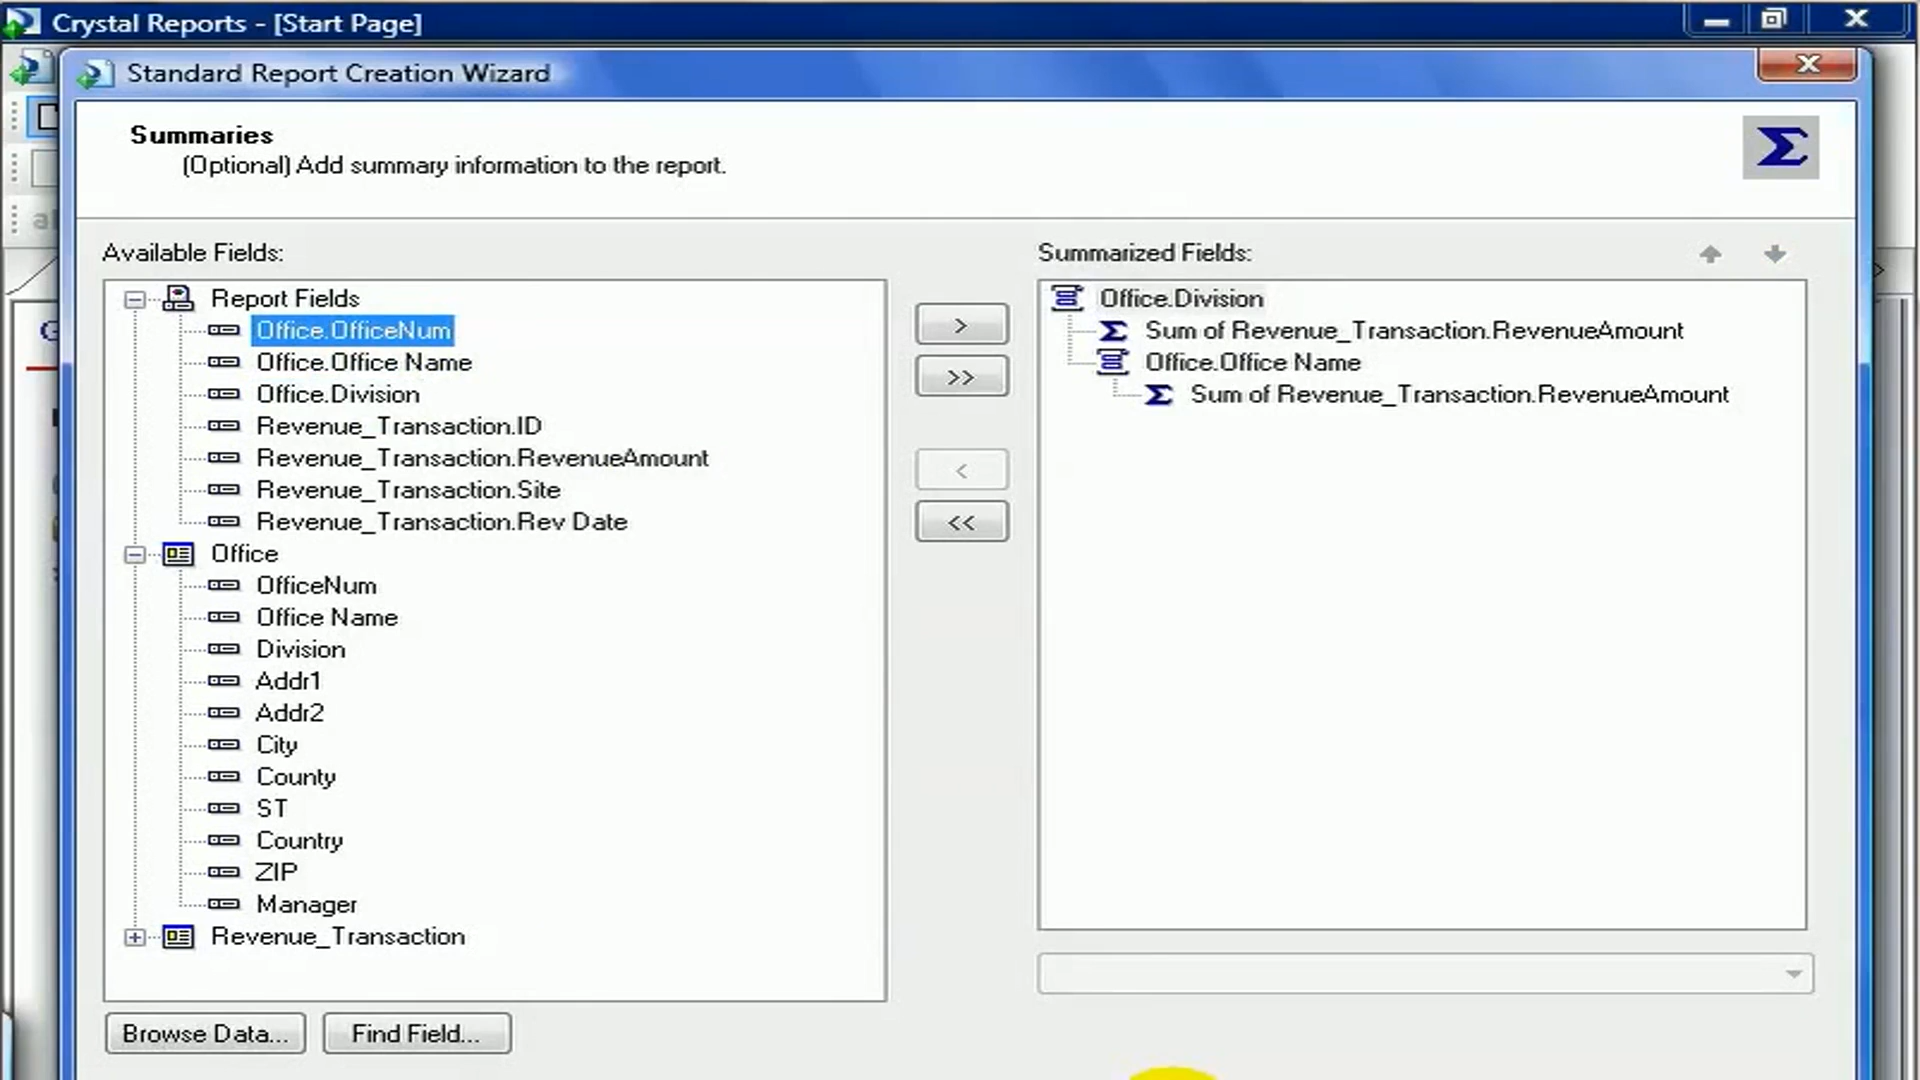 Crystal Reports - [Start Page]
Standard Report Creation Wizard
Summaries
(Optional) Add summary information to the report.
Available Fields:
Report Fields
Office.OfficeNum
Office.Office Name
Office.Division
Revenue_Transaction.ID
Revenue_Transaction.RevenueAmount
Revenue_Transaction.Site
Revenue_Transaction.Rev Date
Office
OfficeNum
Office Name
Division
Addr1
Addr2
City
County
ST
Country
ZIP
Manager
Revenue_Transaction
Browse Data...
Find Field...
>
>>
<
<<
Summarized Fields:
Office.Division
Σ Sum of Revenue_Transaction.RevenueAmount
Office.Office Name
Σ Sum of Revenue_Transaction.RevenueAmount